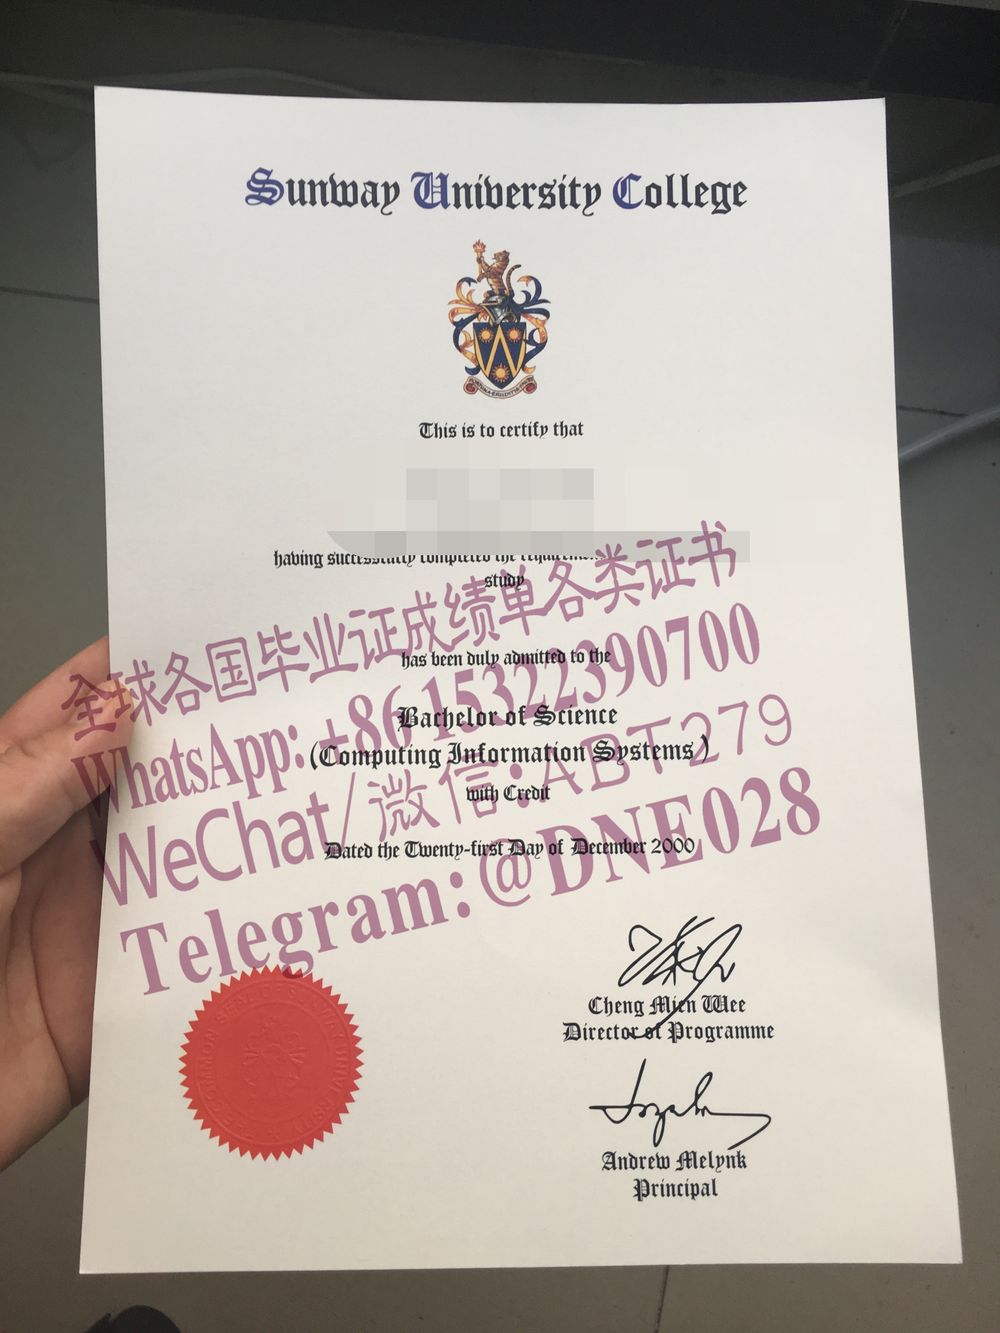 Sunway University College
This is to certify that
having successfully completed the
study
全球各国毕业证成绩单各类证书
has been duly admitted to the
WhatsApp: +86 15322390700
Bachelor of Science
(Computing Information Systems)
WeChat/微信:ABT279
with Credit
Dated the Twenty-first Day of December 2000
Telegram:@DNE028
Cheng Mien Wee
Director of Programme
Andrew Melynk
Principal